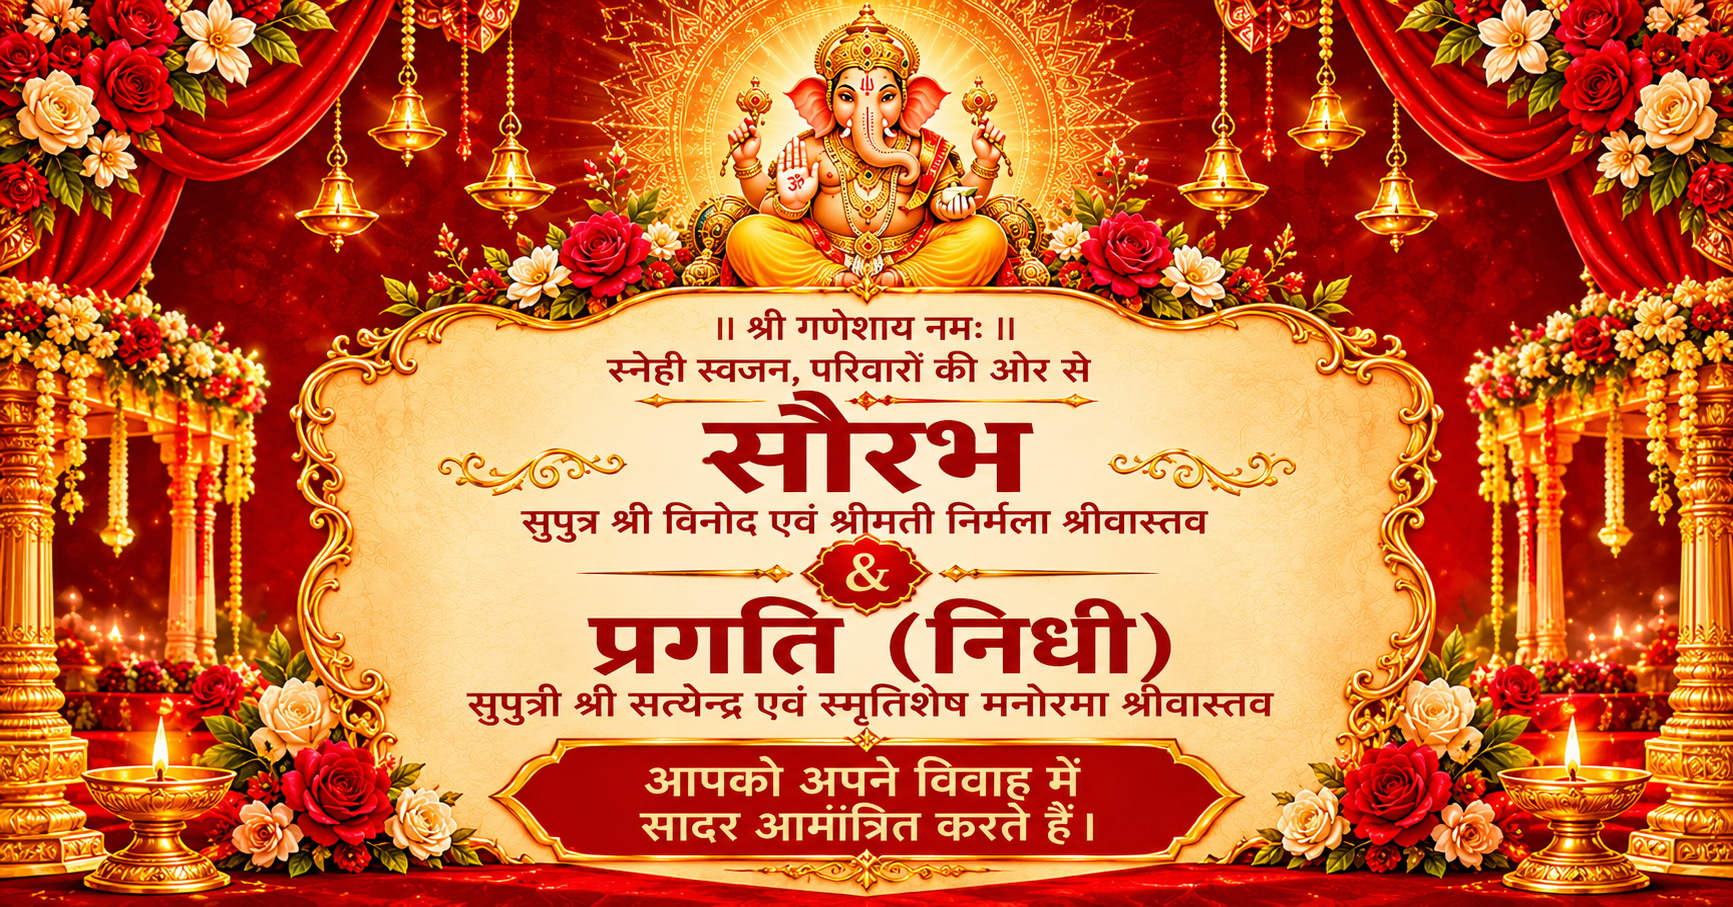 ॥ श्री गणेशाय नमः ॥
स्नेही स्वजन, परिवारों की ओर से
सौरभ
सुपुत्र श्री विनोद एवं श्रीमती निर्मला श्रीवास्तव
&
प्रगति (निधी)
सुपुत्री श्री सत्येन्द्र एवं स्मृतिशेष मनोरमा श्रीवास्तव
आपको अपने विवाह में
सादर आमांंत्रित करते हैं।
ॐ